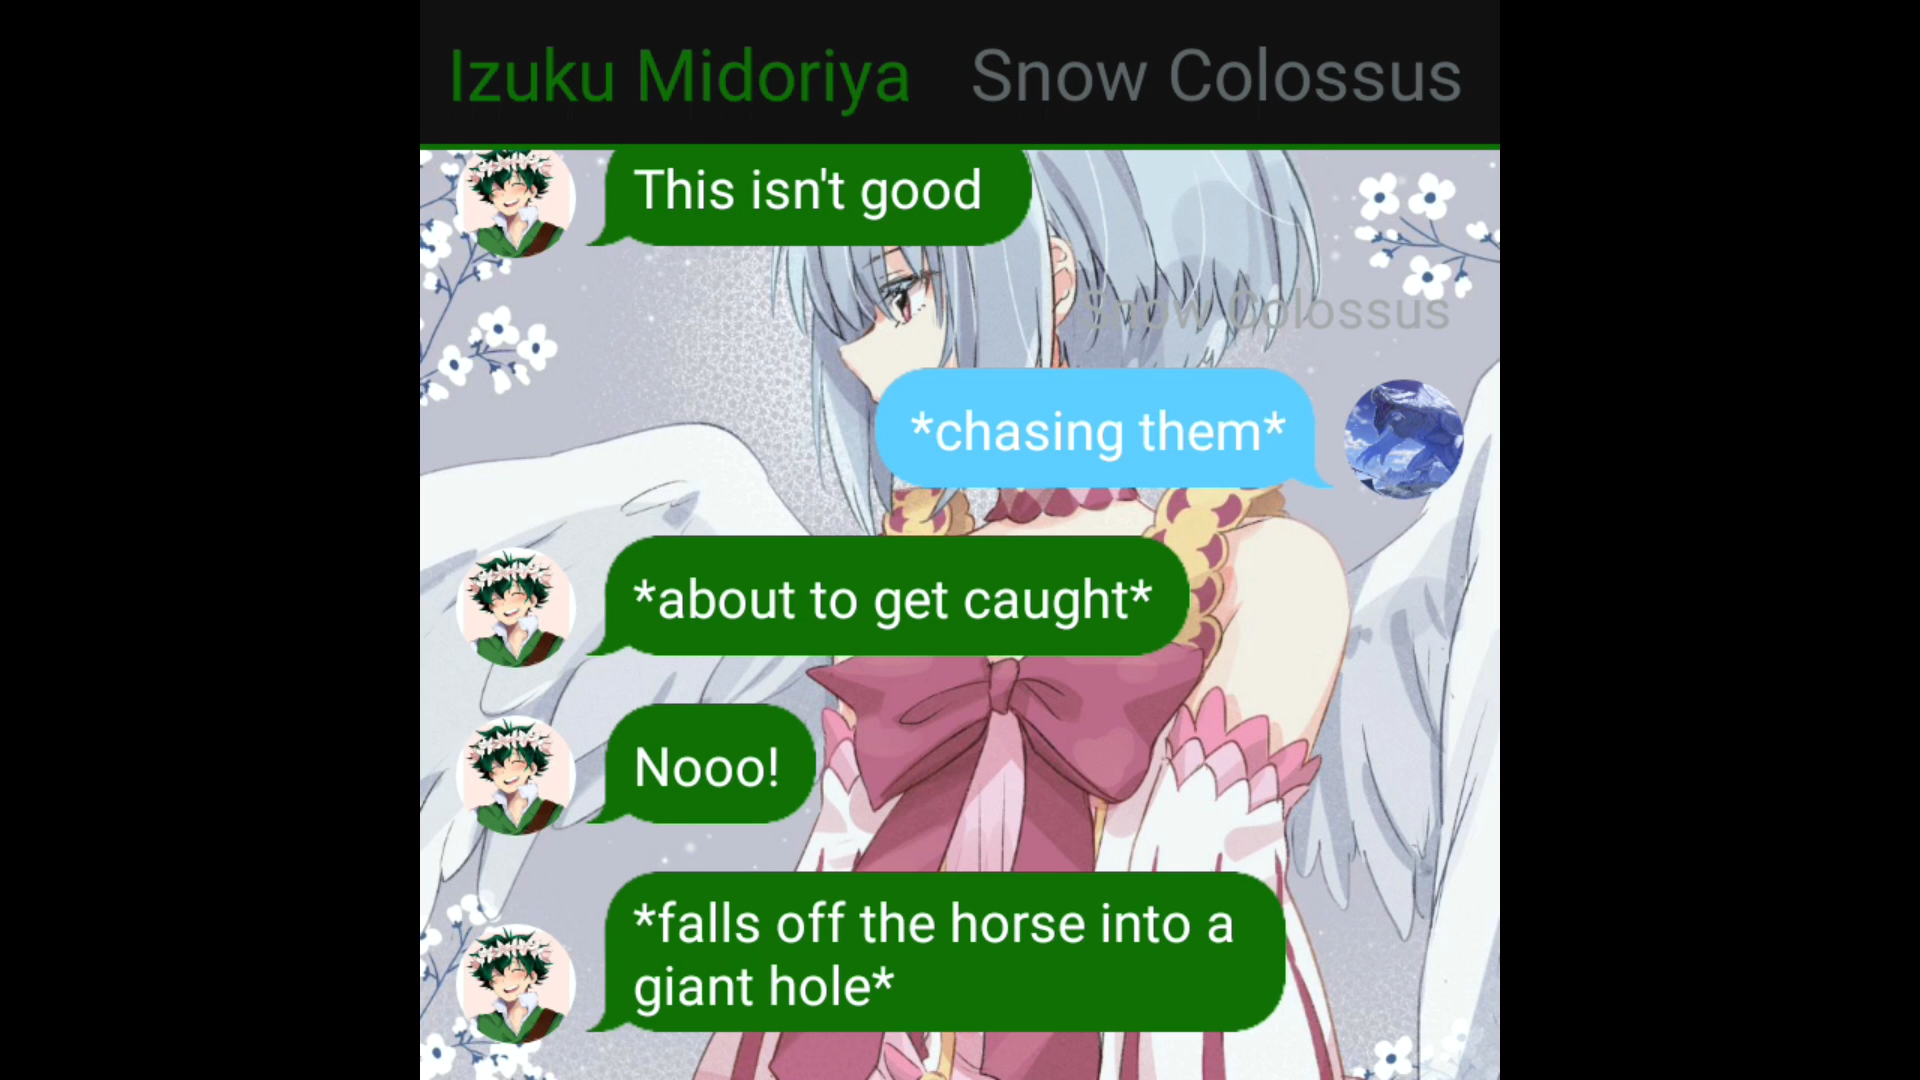 Izuku Midoriya Snow Colossus
This isn't good
Snow Colossus
*chasing them*
*about to get caught*
Nooo!
*falls off the horse into a
giant hole*